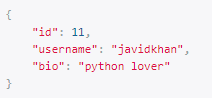 {
    "id": 11,
    "username": "javidkhan",
    "bio": "python lover"
}